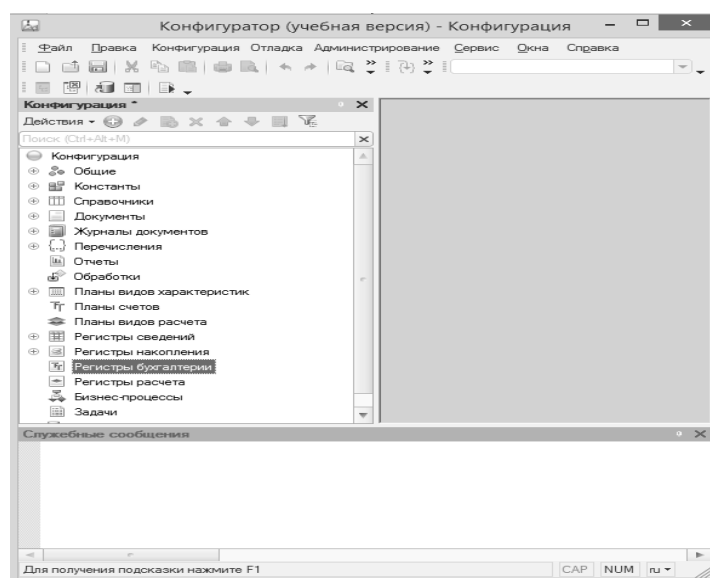 Конфигуратор (учебная версия) - Конфигурация
Файл Правка Конфигурация Отладка Администрирование Сервис Окна Справка
Конфигурация *
Действия
Поиск (Ctrl+Alt+M)
Конфигурация
Общие
Константы
Справочники
Документы
Журналы документов
Перечисления
Отчеты
Обработки
Планы видов характеристик
Планы счетов
Планы видов расчета
Регистры сведений
Регистры накопления
Регистры бухгалтерии
Регистры расчета
Бизнес-процессы
Задачи
Служебные сообщения
Для получения подсказки нажмите F1 CAP NUM ru